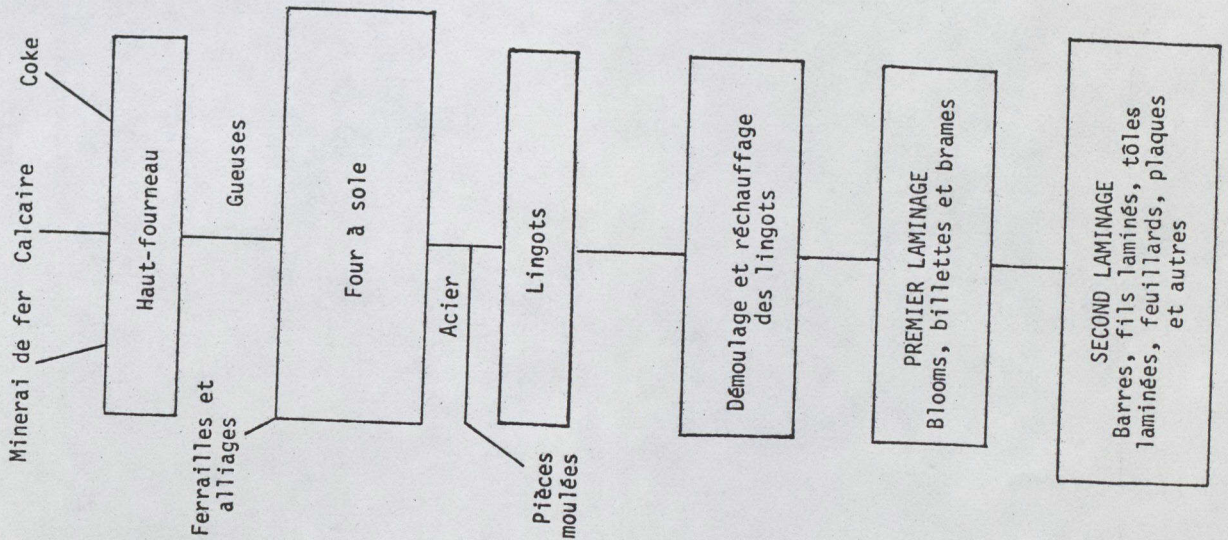 Minerai de fer Calcaire Coke
Haut-fourneau
Gueuses
Ferrailles et
alliages
Four à sole
Acier
Pièces
moulées
Lingots
Démoulage et réchauffage
des lingots
PREMIER LAMINAGE
Blooms, billettes et brames
SECOND LAMINAGE
Barres, fils laminés, tôles
laminées, feuillards, plaques
et autres